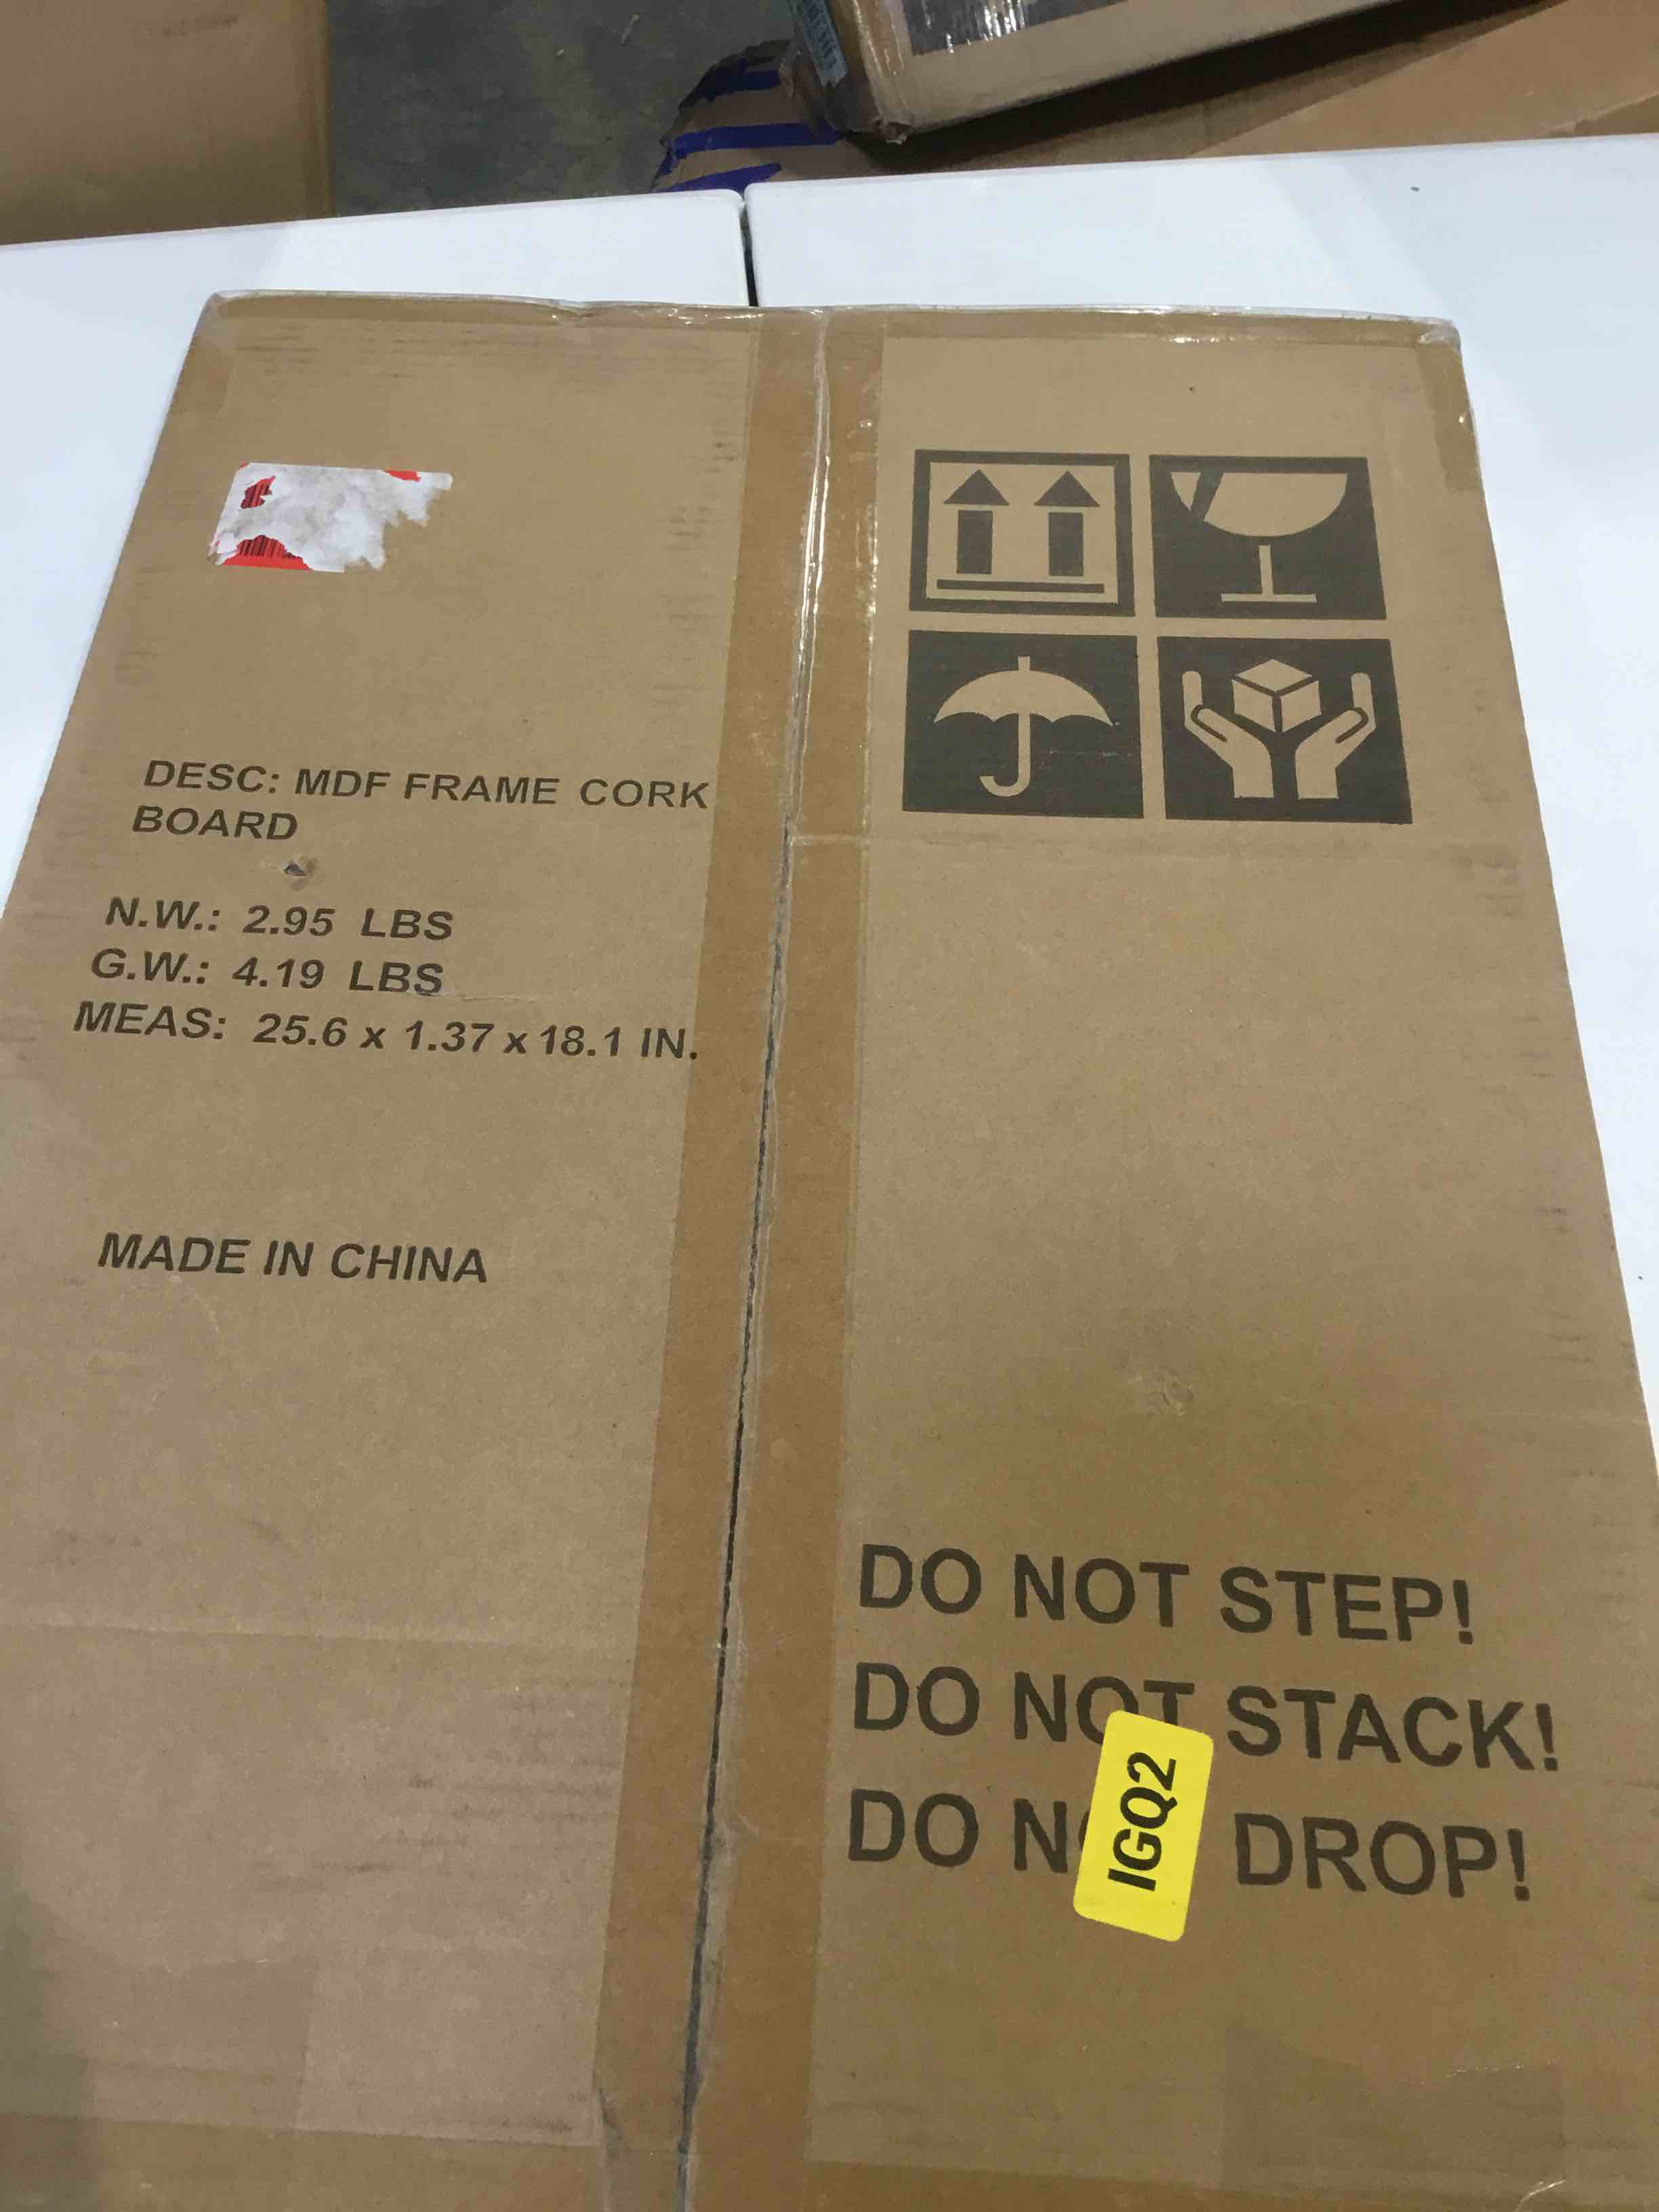 DESC: MDF FRAME CORK
BOARD
N.W.: 2.95 LBS
G.W.: 4.19 LBS
MEAS: 25.6 x 1.37 x 18.1 IN.
MADE IN CHINA
DO NOT STEP!
DO NOT STACK!
DO N DROP!
IGQ2